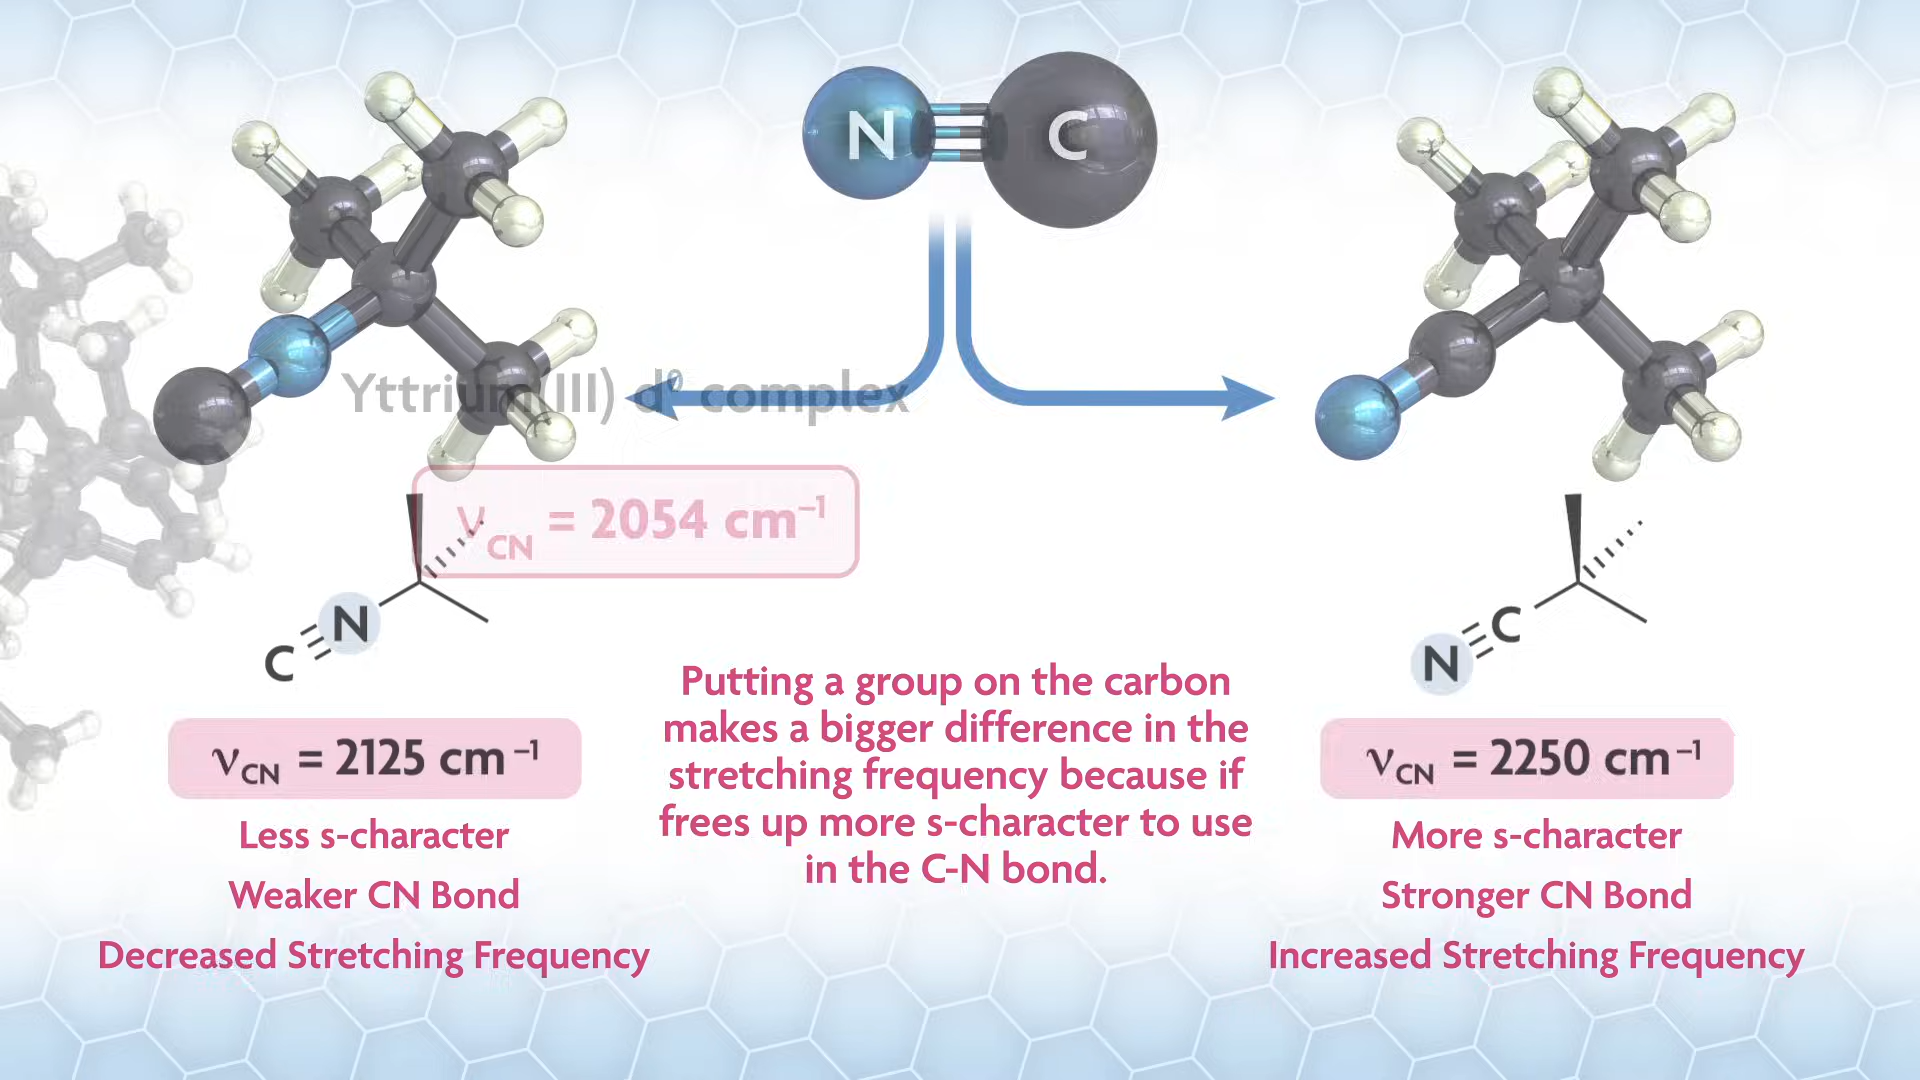 N C
Yttrium(III) d⁰ complex
νCN = 2054 cm⁻¹
C≡N
N≡C
νCN = 2125 cm⁻¹
Less s-character
Weaker CN Bond
Decreased Stretching Frequency
Putting a group on the carbon
makes a bigger difference in the
stretching frequency because if
frees up more s-character to use
in the C-N bond.
νCN = 2250 cm⁻¹
More s-character
Stronger CN Bond
Increased Stretching Frequency